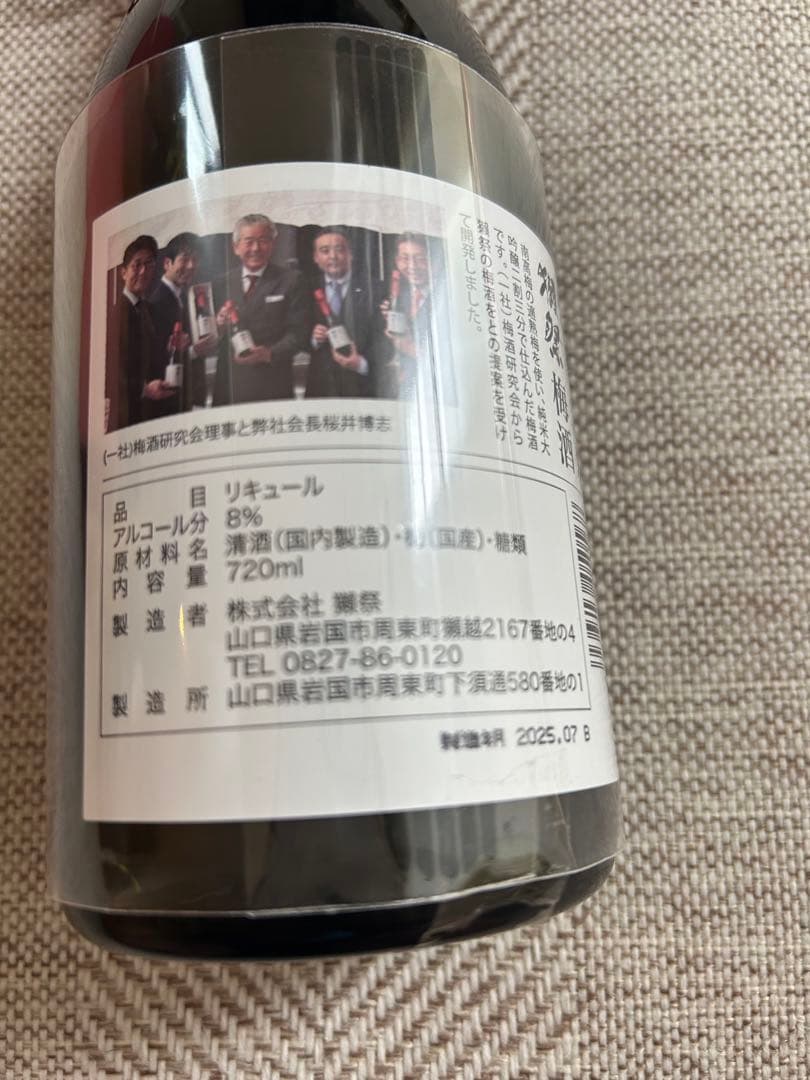 獺祭 梅酒
南高梅の適熟梅を使い、純米大
吟醸二割三分で仕込んだ梅酒
です。(一社)梅酒研究会から
獺祭の梅酒をとの提案を受け
て開発しました。
(一社)梅酒研究会理事と弊社会長桜井博志
品目 リキュール
アルコール分 8%
原材料名 清酒(国内製造)・梅(国産)・糖類
内容量 720ml
製造者 株式会社 獺祭
山口県岩国市周東町獺越2167番地の4
TEL 0827-86-0120
製造所 山口県岩国市周東町下須通580番地の1
製造年月 2025.07 B